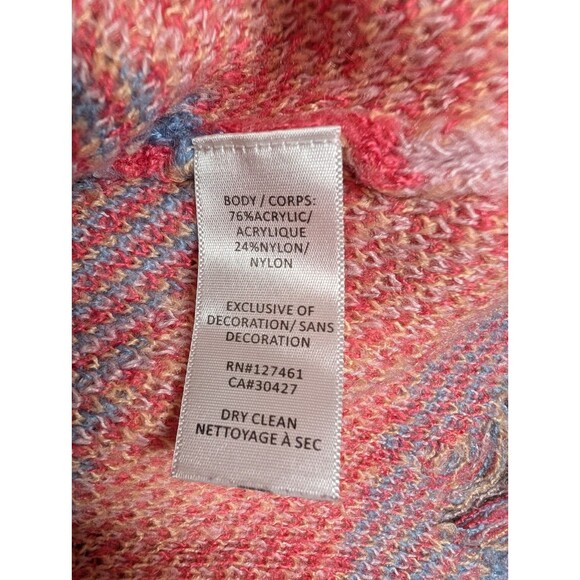 BODY / CORPS:
76%ACRYLIC/
ACRYLIQUE
24%NYLON/
NYLON
EXCLUSIVE OF
DECORATION/ SANS
DECORATION
RN#127461
CA#30427
DRY CLEAN
NETTOYAGE À SEC